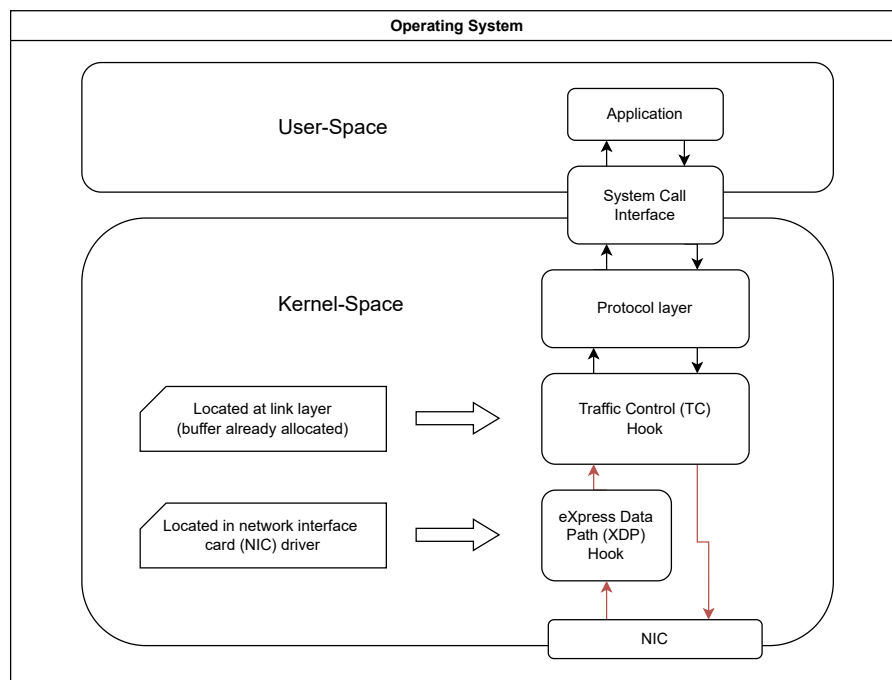 Operating System
User-Space
Application
System Call
Interface
Kernel-Space
Protocol layer
Located at link layer
(buffer already allocated)
Traffic Control (TC)
Hook
Located in network interface
card (NIC) driver
eXpress Data
Path (XDP)
Hook
NIC